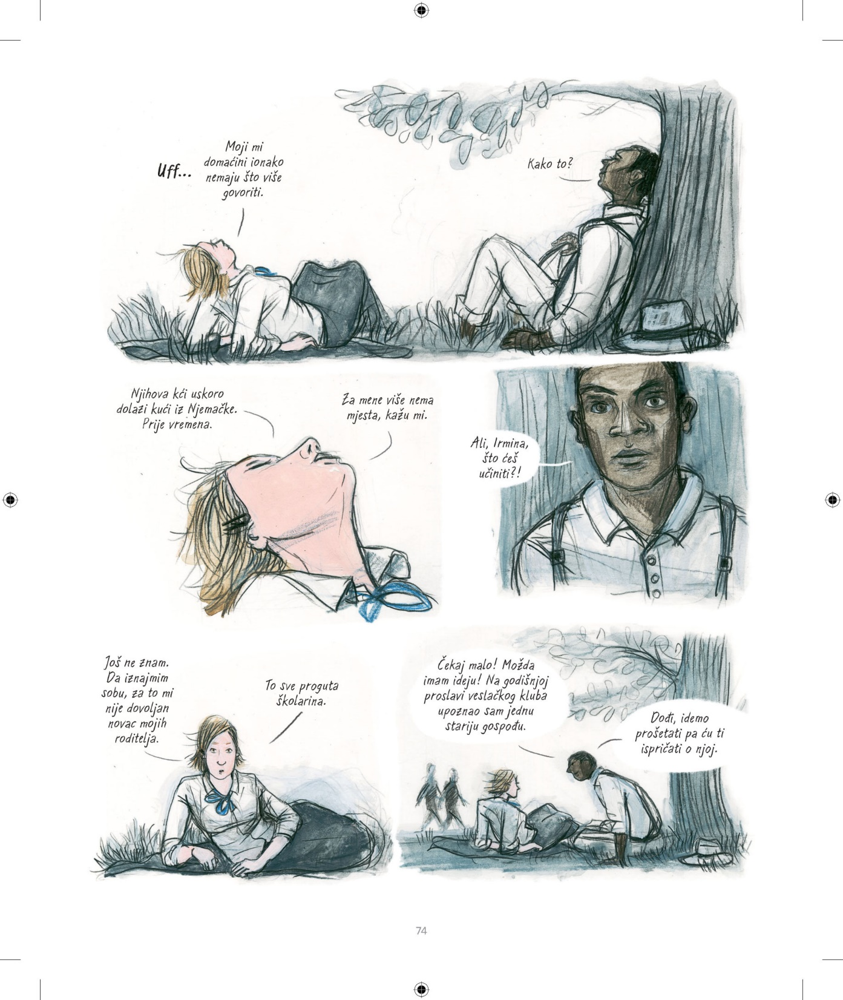 Uff...
Moji mi
domaćini ionako
nemaju što više
govoriti.
Kako to?
Njihova kći uskoro
dolazi kući iz Njemačke.
Prije vremena.
Za mene više nema
mjesta, kažu mi.
Ali, Irmina,
što ćeš
učiniti?!
Još ne znam.
Da iznajmim
sobu, za to mi
nije dovoljan
novac mojih
roditelja.
To sve proguta
školarina.
Čekaj malo! Možda
imam ideju! Na godišnjoj
proslavi veslačkog kluba
upoznao sam jednu
stariju gospođu.
Dođi, idemo
prošetati pa ću ti
ispričati o njoj.
74